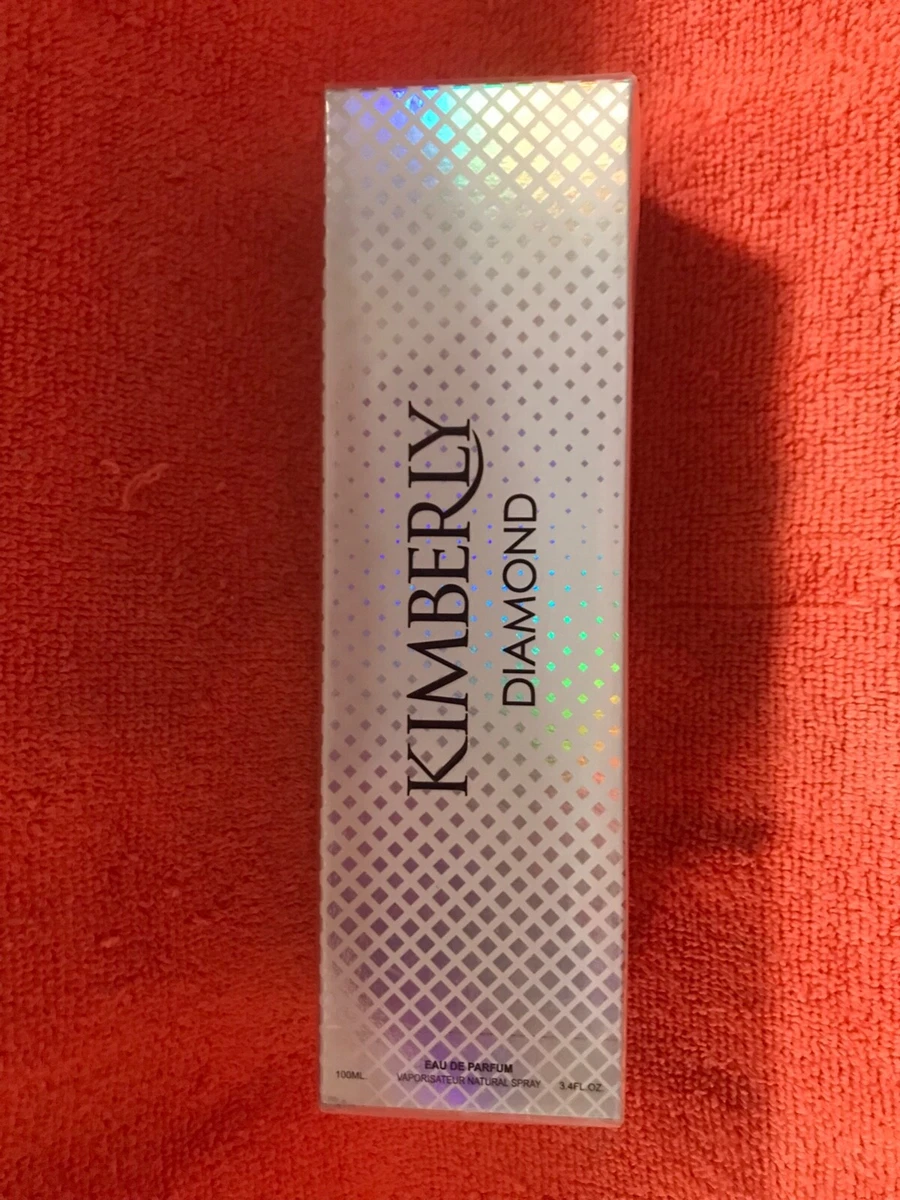 KIMBERLY
DIAMOND
EAU DE PARFUM
100ML. VAPORISATEUR NATURAL SPRAY 3.4FL.OZ.